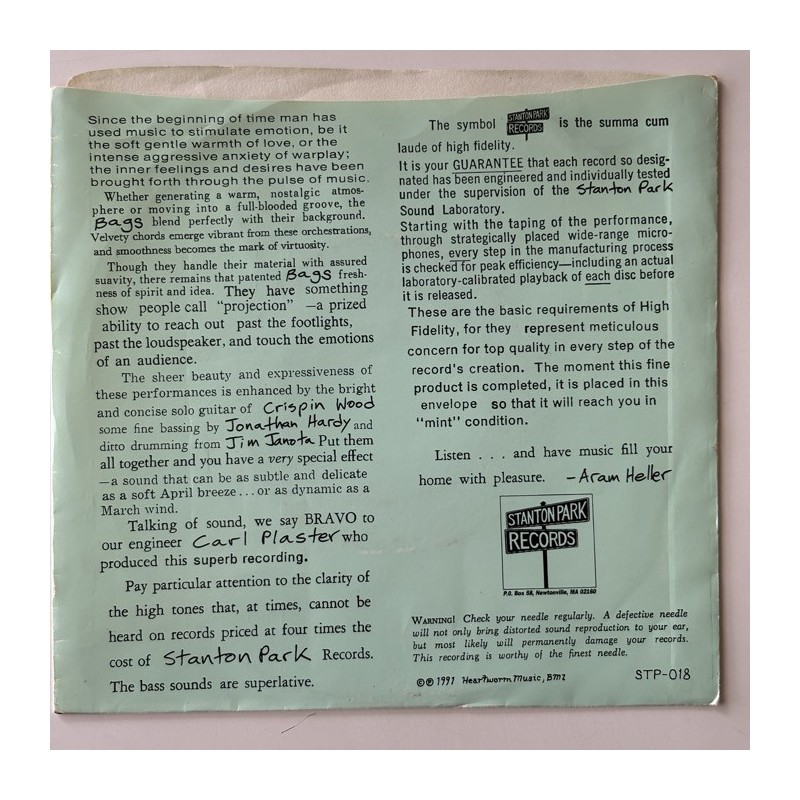 Since the beginning of time man has
used music to stimulate emotion, be it
the soft gentle warmth of love, or the
intense aggressive anxiety of warplay;
the inner feelings and desires have been
brought forth through the pulse of music.
Whether generating a warm, nostalgic atmos-
phere or moving into a full-blooded groove, the
Bags blend perfectly with their background.
Velvety chords emerge vibrant from these orchestrations,
and smoothness becomes the mark of virtuosity.
Though they handle their material with assured
suavity, there remains that patented Bags fresh-
ness of spirit and idea. They have something
show people call "projection" —a prized
ability to reach out past the footlights,
past the loudspeaker, and touch the emotions
of an audience.
The sheer beauty and expressiveness of
these performances is enhanced by the bright
and concise solo guitar of Crispin Wood
some fine bassing by Jonathan Hardy and
ditto drumming from Jim Janota Put them
all together and you have a very special effect
—a sound that can be as subtle and delicate
as a soft April breeze ... or as dynamic as a
March wind.
Talking of sound, we say BRAVO to
our engineer Carl Plaster who
produced this superb recording.
Pay particular attention to the clarity of
the high tones that, at times, cannot be
heard on records priced at four times the
cost of Stanton Park Records.
The bass sounds are superlative.
The symbol STANTON PARK RECORDS is the summa cum
laude of high fidelity.
It is your GUARANTEE that each record so desig-
nated has been engineered and individually tested
under the supervision of the Stanton Park
Sound Laboratory.
Starting with the taping of the performance,
through strategically placed wide-range micro-
phones, every step in the manufacturing process
is checked for peak efficiency—including an actual
laboratory-calibrated playback of each disc before
it is released.
These are the basic requirements of High
Fidelity, for they represent meticulous
concern for top quality in every step of the
record's creation. The moment this fine
product is completed, it is placed in this
envelope so that it will reach you in
"mint" condition.
Listen . . . and have music fill your
home with pleasure. —Aram Heller
STANTON PARK
RECORDS
P.O. Box 58, Newtonville, MA 02160
WARNING! Check your needle regularly. A defective needle
will not only bring distorted sound reproduction to your ear,
but most likely will permanently damage your records.
This recording is worthy of the finest needle.
©℗ 1991 Heartworm Music, BMI
STP-018